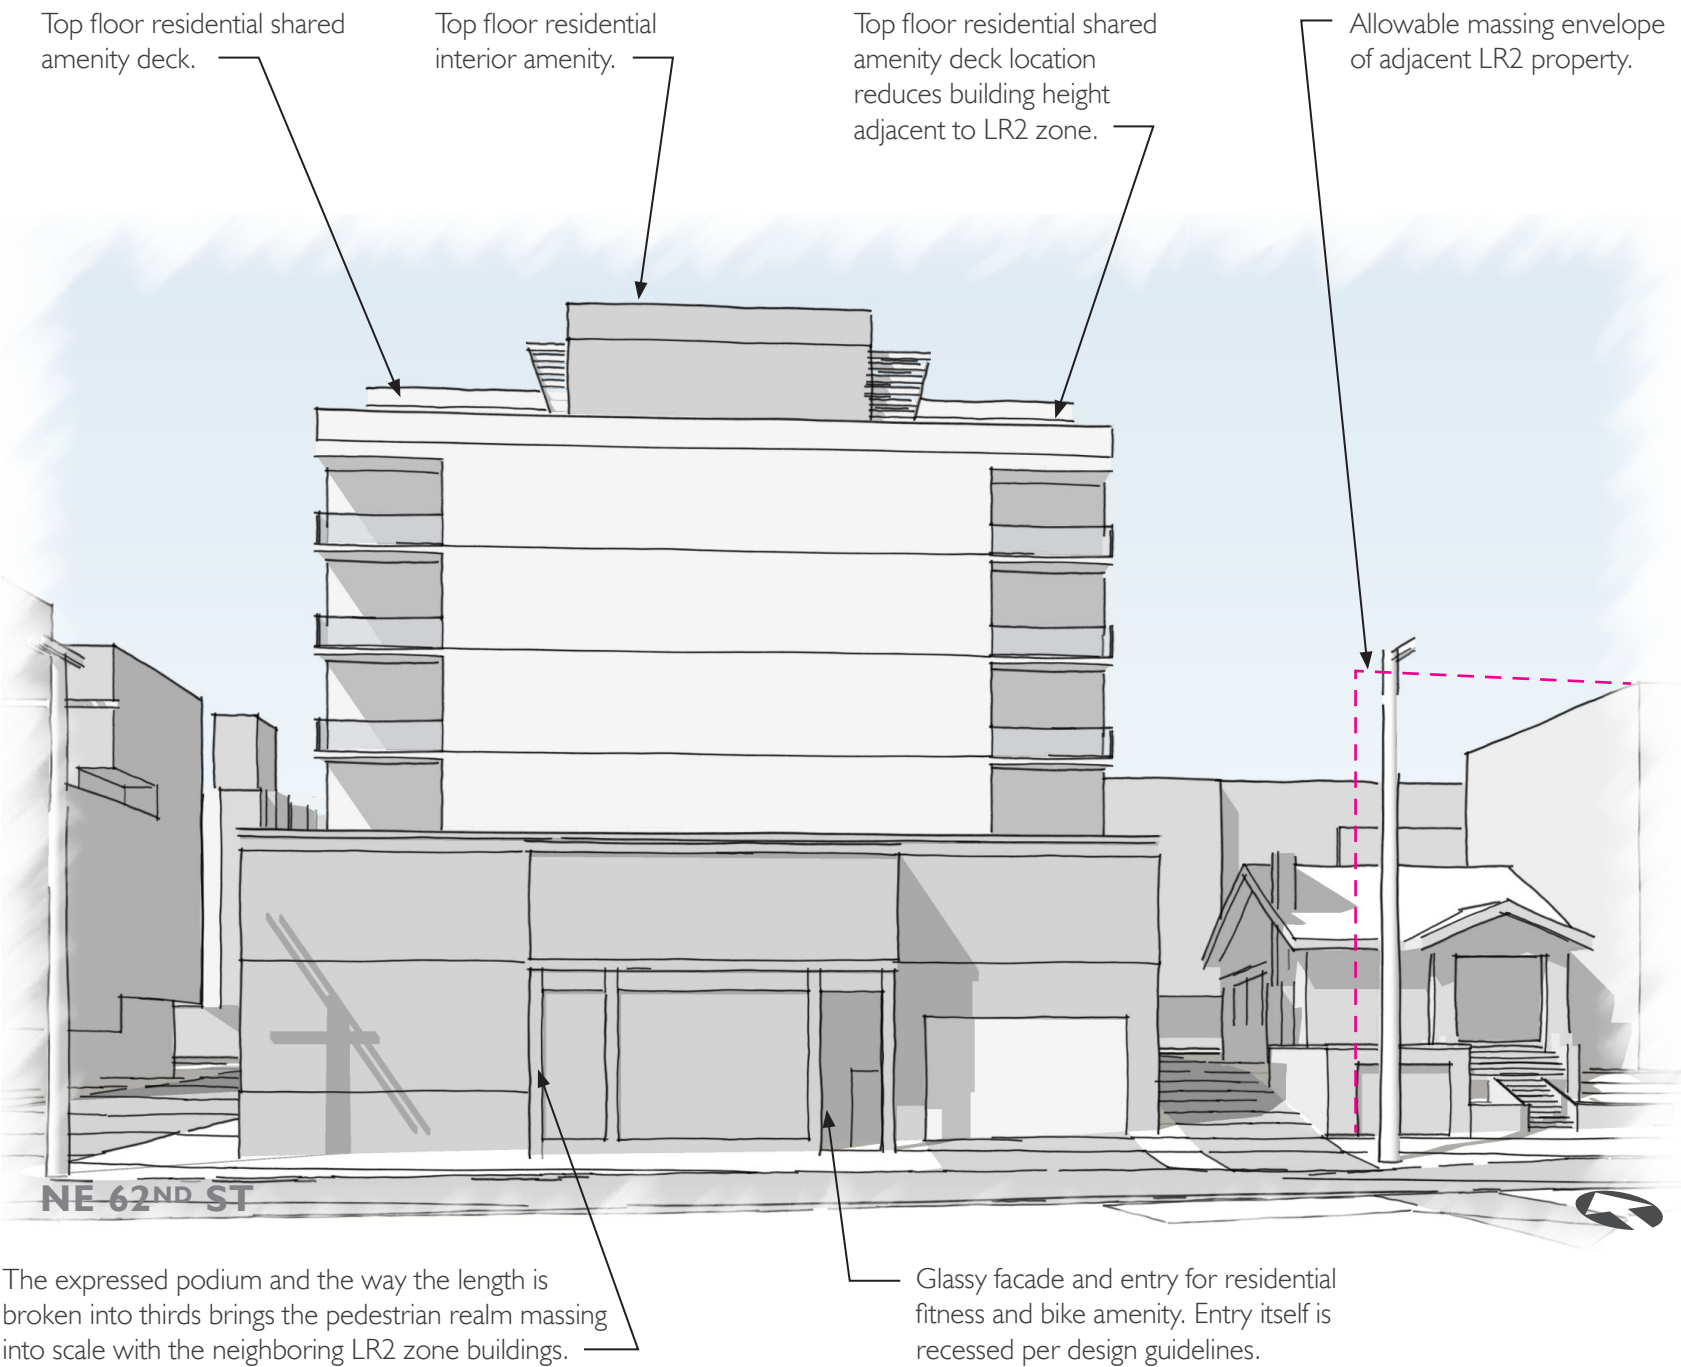 Top floor residential shared
amenity deck.
Top floor residential
interior amenity.
Top floor residential shared
amenity deck location
reduces building height
adjacent to LR2 zone.
Allowable massing envelope
of adjacent LR2 property.
NE 62ND ST
The expressed podium and the way the length is
broken into thirds brings the pedestrian realm massing
into scale with the neighboring LR2 zone buildings.
Glassy facade and entry for residential
fitness and bike amenity. Entry itself is
recessed per design guidelines.